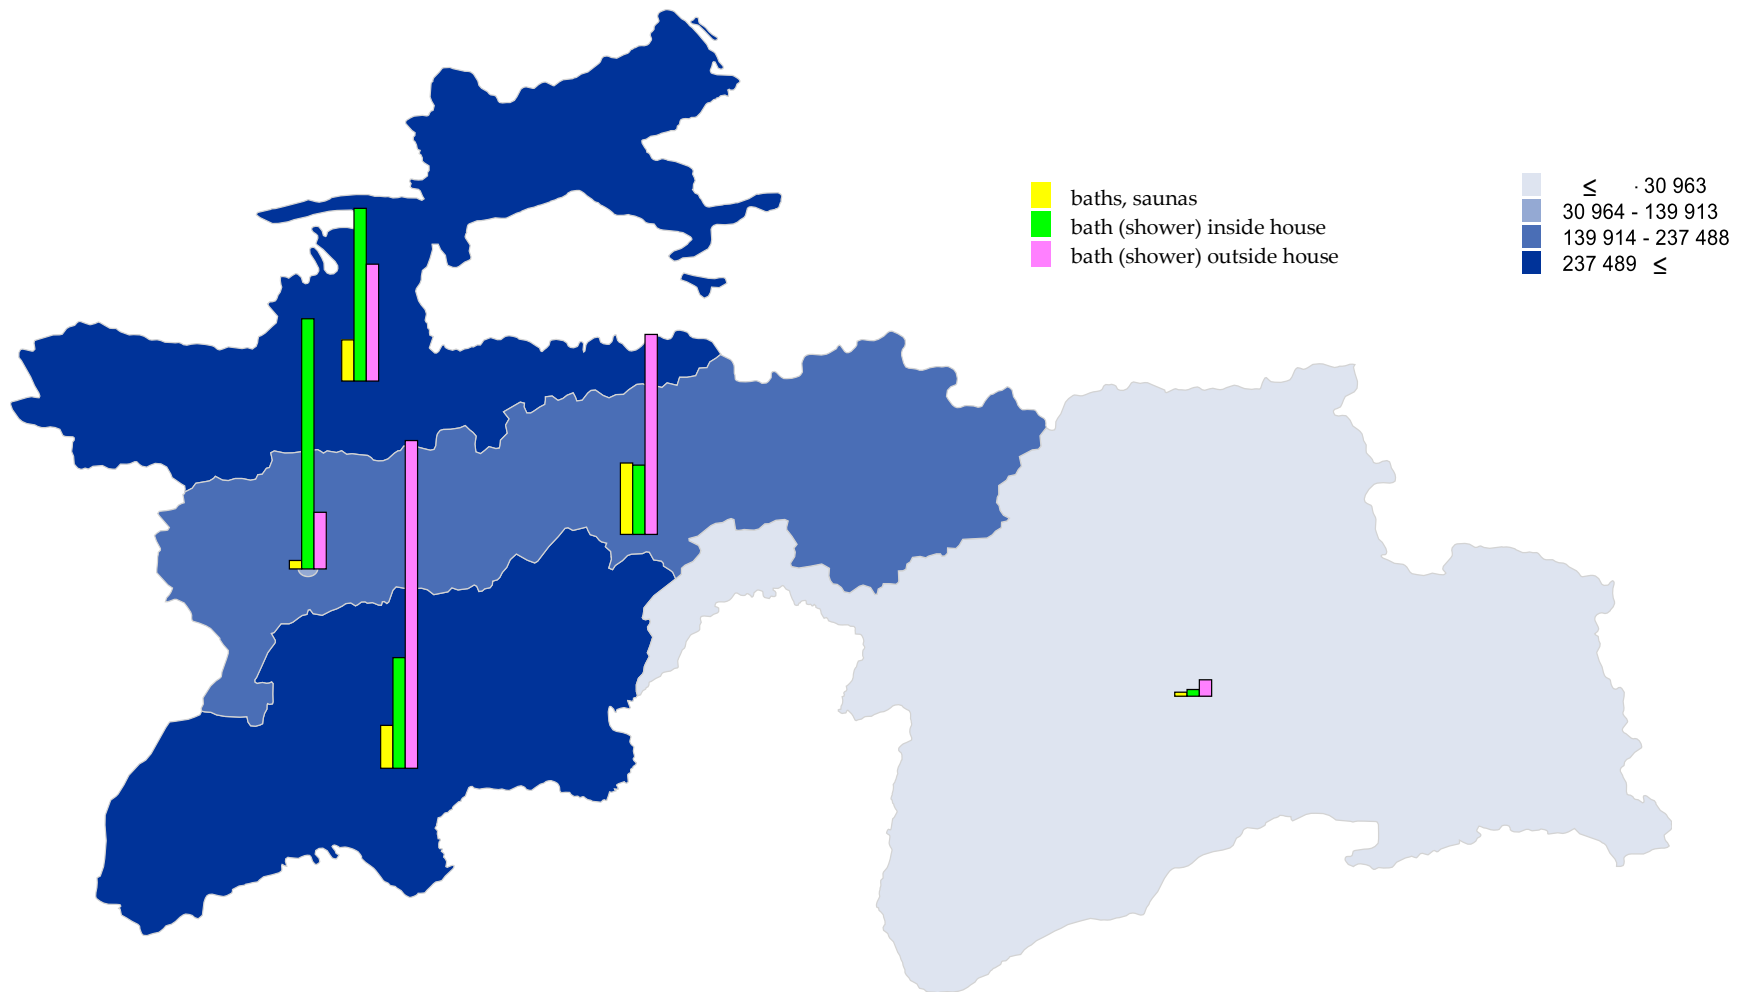 baths, saunas
bath (shower) inside house
bath (shower) outside house
≤ · 30 963
30 964 - 139 913
139 914 - 237 488
237 489 ≤